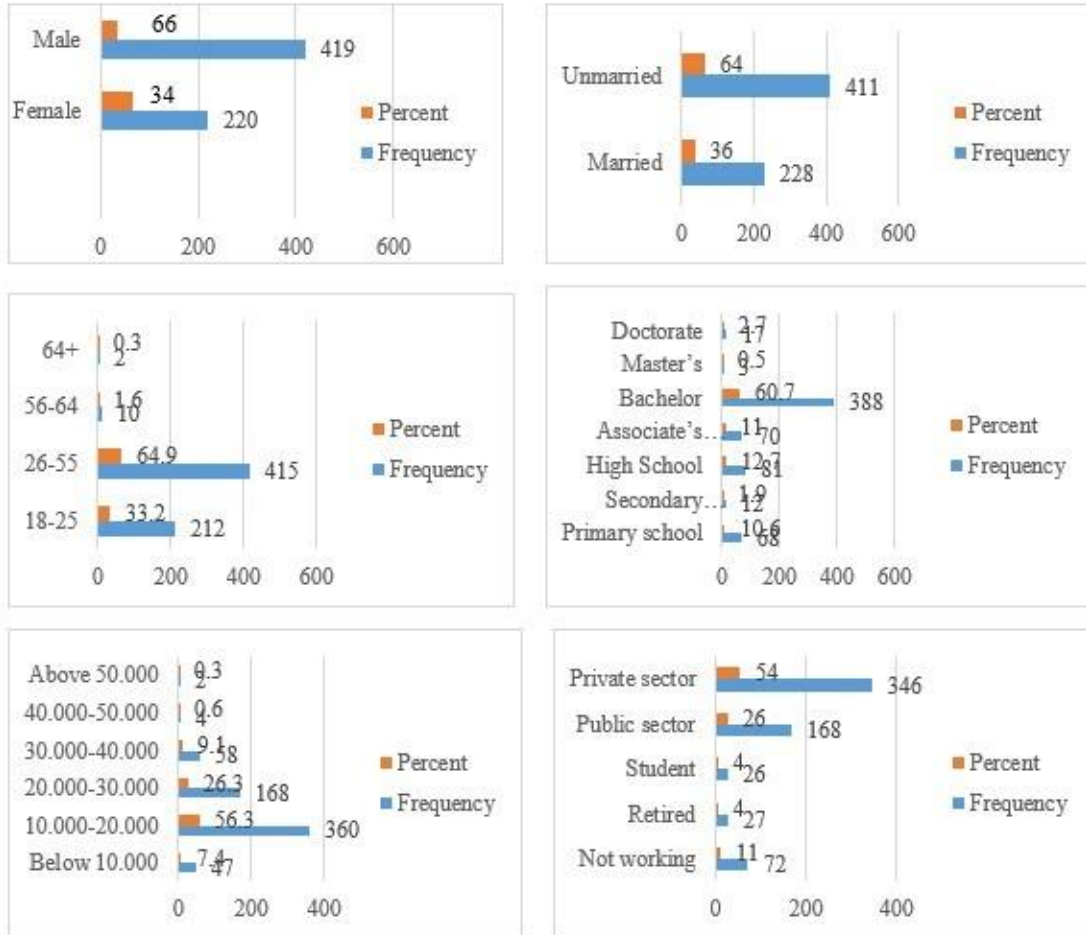 Male
66
419
Female
34
220
Percent
Frequency
0 200 400 600
Unmarried
64
411
Married
36
228
Percent
Frequency
0 200 400 600
64+
0.3
2
56-64
1.6
10
26-55
64.9
415
18-25
33.2
212
Percent
Frequency
0 200 400 600
Doctorate
2.7
17
Master's
0.5
3
Bachelor
60.7
388
Associate's...
11
70
High School
12.7
81
Secondary...
1.9
12
Primary school
10.6
68
Percent
Frequency
0 200 400 600
Above 50.000
0.3
2
40.000-50.000
0.6
4
30.000-40.000
9.1
58
20.000-30.000
26.3
168
10.000-20.000
56.3
360
Below 10.000
7.4
47
Percent
Frequency
0 200 400
Private sector
54
346
Public sector
26
168
Student
4
26
Retired
4
27
Not working
11
72
Percent
Frequency
0 200 400